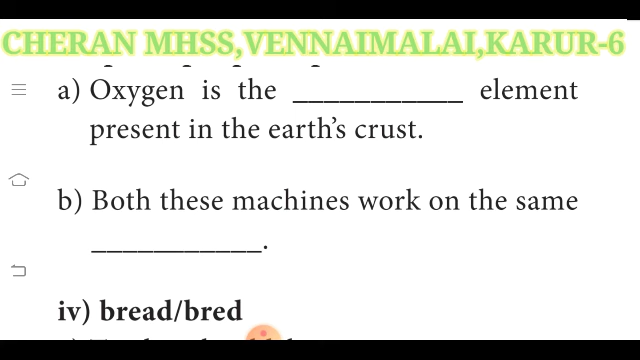 CHERAN MHSS,VENNAIMALAI,KARUR-6
a) Oxygen is the ___________ element
present in the earth's crust.
b) Both these machines work on the same
___________.
iv) bread/bred